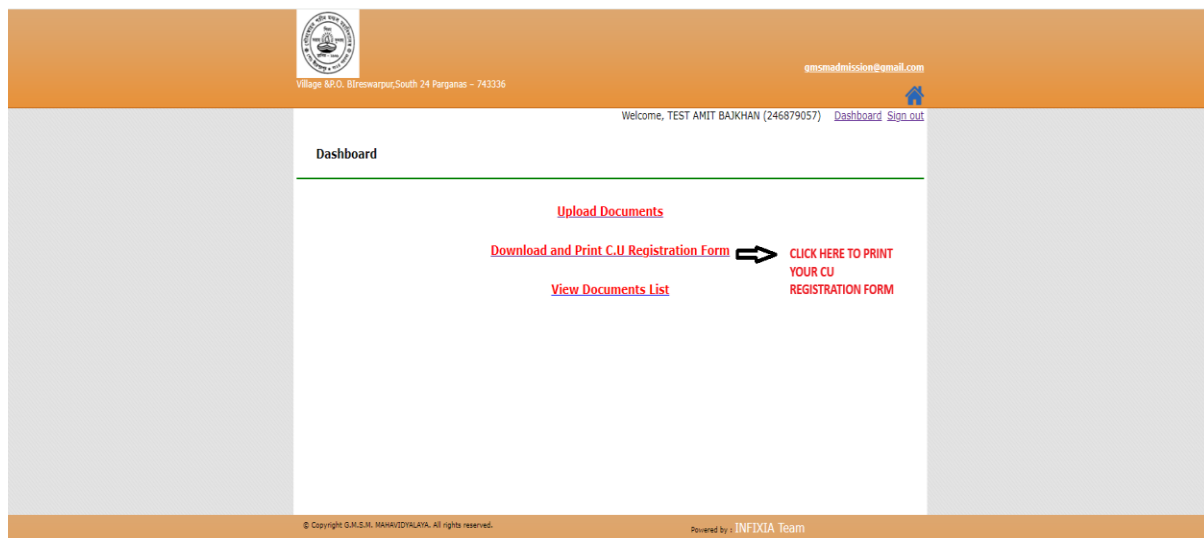 Village &P.O. BIreswarpur,South 24 Parganas – 743336
gmsmadmission@gmail.com
Welcome, TEST AMIT BAJKHAN (246879057) Dashboard Sign out
Dashboard
Upload Documents
Download and Print C.U Registration Form
CLICK HERE TO PRINT
YOUR CU
REGISTRATION FORM
View Documents List
© Copyright G.M.S.M. MAHAVIDYALAYA. All rights reserved.
Powered by : INFIXIA Team